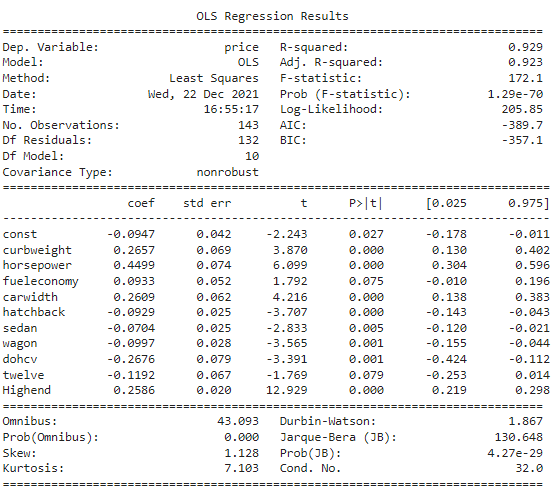 OLS Regression Results
==============================================================================
Dep. Variable: price R-squared: 0.929
Model: OLS Adj. R-squared: 0.923
Method: Least Squares F-statistic: 172.1
Date: Wed, 22 Dec 2021 Prob (F-statistic): 1.29e-70
Time: 16:55:17 Log-Likelihood: 205.85
No. Observations: 143 AIC: -389.7
Df Residuals: 132 BIC: -357.1
Df Model: 10
Covariance Type: nonrobust
==============================================================================
coef std err t P>|t| [0.025 0.975]
------------------------------------------------------------------------------
const -0.0947 0.042 -2.243 0.027 -0.178 -0.011
curbweight 0.2657 0.069 3.870 0.000 0.130 0.402
horsepower 0.4499 0.074 6.099 0.000 0.304 0.596
fueleconomy 0.0933 0.052 1.792 0.075 -0.010 0.196
carwidth 0.2609 0.062 4.216 0.000 0.138 0.383
hatchback -0.0929 0.025 -3.707 0.000 -0.143 -0.043
sedan -0.0704 0.025 -2.833 0.005 -0.120 -0.021
wagon -0.0997 0.028 -3.565 0.001 -0.155 -0.044
dohcv -0.2676 0.079 -3.391 0.001 -0.424 -0.112
twelve -0.1192 0.067 -1.769 0.079 -0.253 0.014
Highend 0.2586 0.020 12.929 0.000 0.219 0.298
==============================================================================
Omnibus: 43.093 Durbin-Watson: 1.867
Prob(Omnibus): 0.000 Jarque-Bera (JB): 130.648
Skew: 1.128 Prob(JB): 4.27e-29
Kurtosis: 7.103 Cond. No. 32.0
==============================================================================